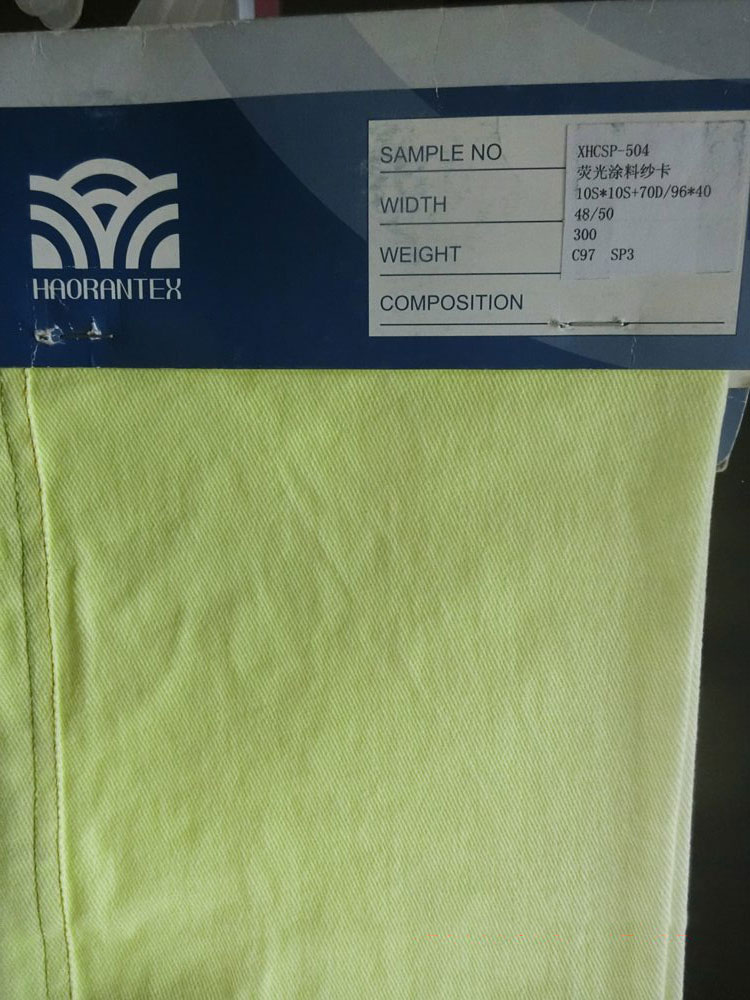 HAORANTEX
SAMPLE NO
WIDTH
WEIGHT
COMPOSITION
XHCSP-504
荧光涂料纱卡
10S*10S+70D/96*40
48/50
300
C97 SP3